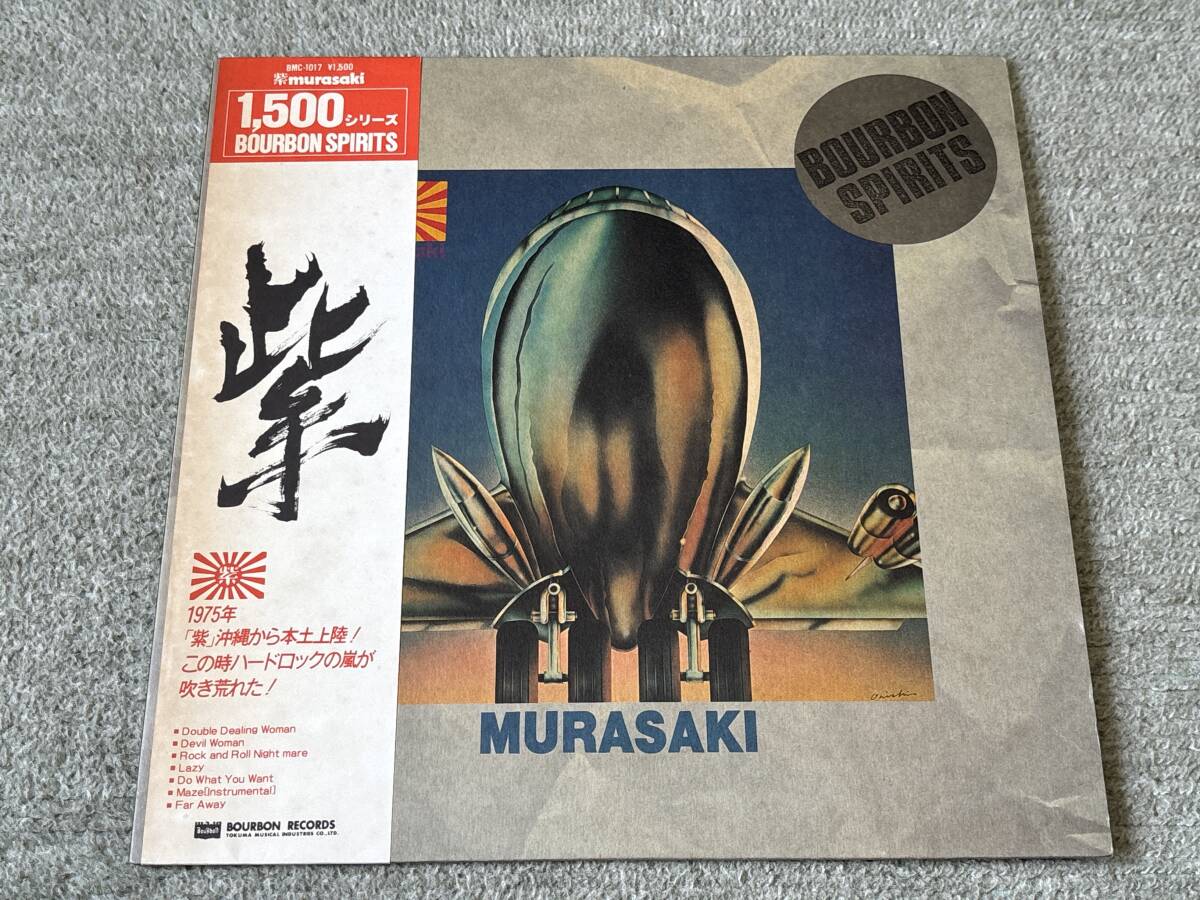 BMC-1017 ¥1,500
紫murasaki
1,500シリーズ
BOURBON SPIRITS
紫
紫
1975年
「紫」沖縄から本土上陸!
この時ハードロックの嵐が
吹き荒れた!
■ Double Dealing Woman
■ Devil Woman
■ Rock and Roll Night mare
■ Lazy
■ Do What You Want
■ Maze[Instrumental]
■ Far Away
Bourbon BOURBON RECORDS
TOKUMA MUSICAL INDUSTRIES CO.,LTD.
BOURBON
SPIRITS
MURASAKI